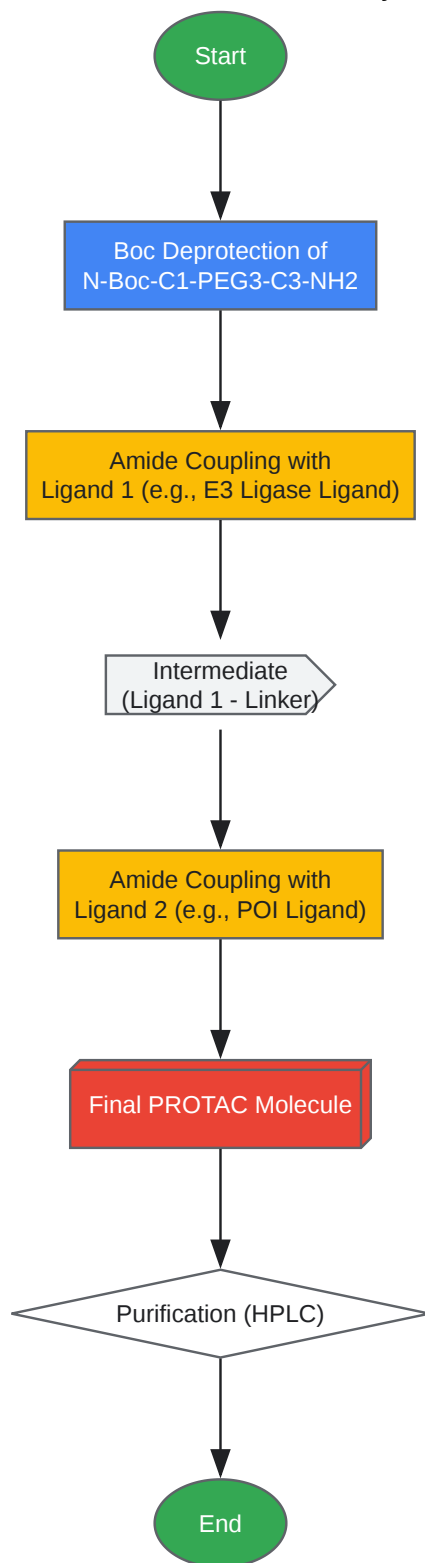 Start
Boc Deprotection of
N-Boc-C1-PEG3-C3-NH2
Amide Coupling with
Ligand 1 (e.g., E3 Ligase Ligand)
Intermediate
(Ligand 1 - Linker)
Amide Coupling with
Ligand 2 (e.g., POI Ligand)
Final PROTAC Molecule
Purification (HPLC)
End